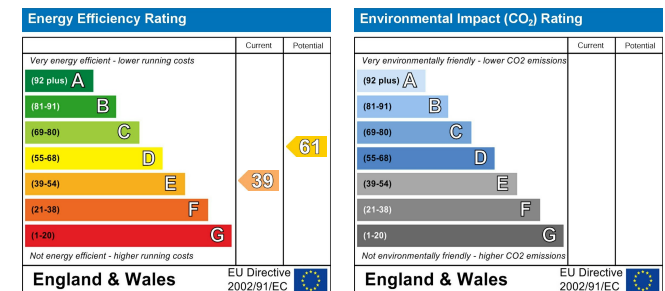 Energy Efficiency Rating
Current Potential
Very energy efficient - lower running costs
(92 plus) A
(81-91) B
(69-80) C
61
(55-68) D
(39-54) E 39
(21-38) F
(1-20) G
Not energy efficient - higher running costs
England & Wales
EU Directive
2002/91/EC
Environmental Impact (CO₂) Rating
Current Potential
Very environmentally friendly - lower CO2 emissions
(92 plus) A
(81-91) B
(69-80) C
(55-68) D
(39-54) E
(21-38) F
(1-20) G
Not environmentally friendly - higher CO2 emissions
England & Wales
EU Directive
2002/91/EC